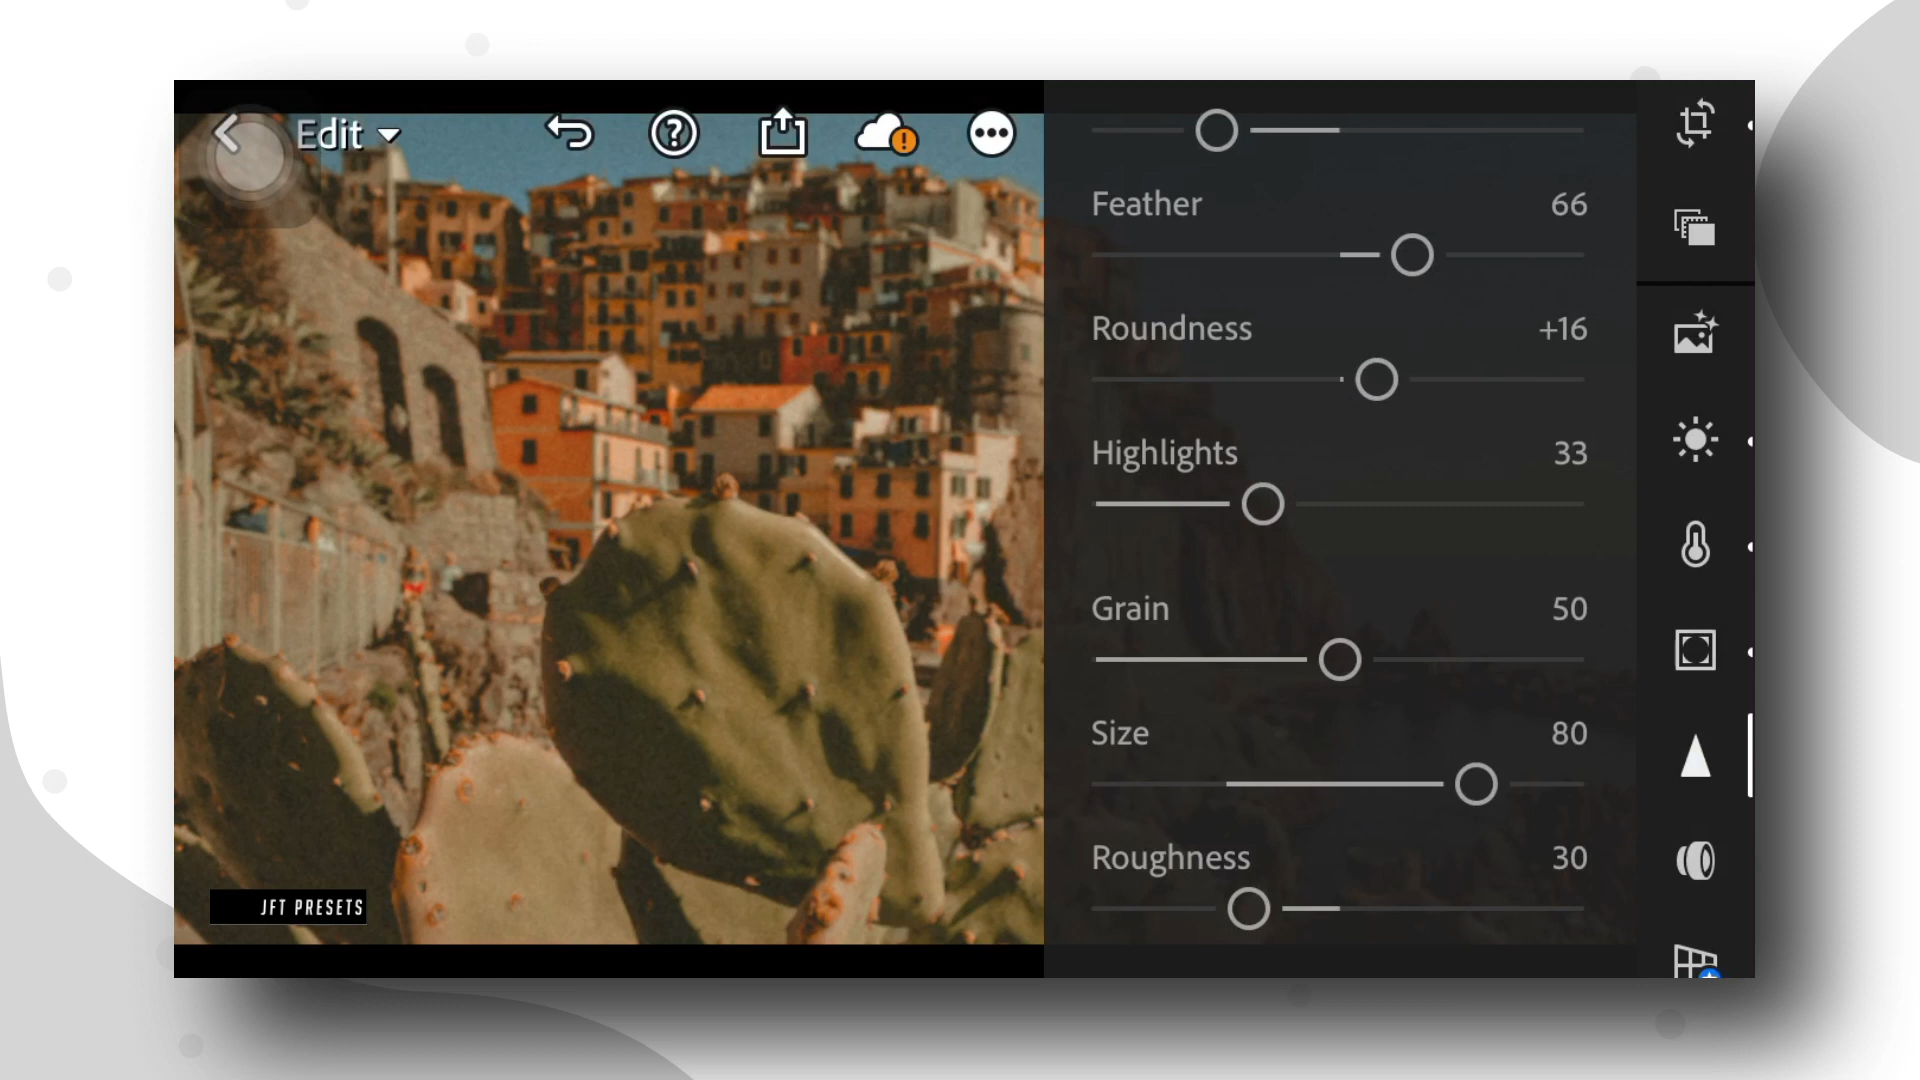 Edit
Feather 66
Roundness +16
Highlights 33
Grain 50
Size 80
Roughness 30
JFT PRESETS